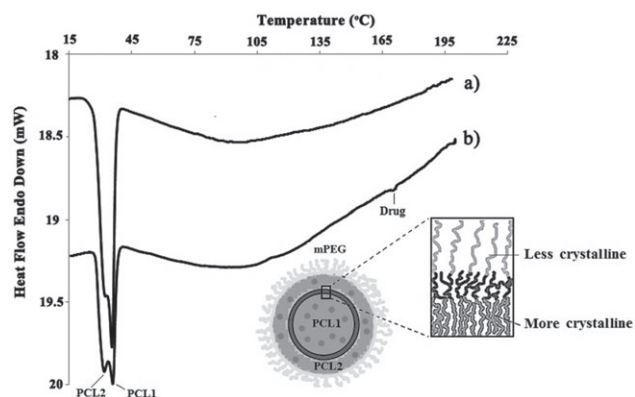 Temperature (°C)
15 45 75 105 135 165 195 225
Heat Flow Endo Down (mW)
18
18.5
19
19.5
20
a)
b)
Drug
mPEG
PCL1
PCL2
Less crystalline
More crystalline
PCL2 PCL1